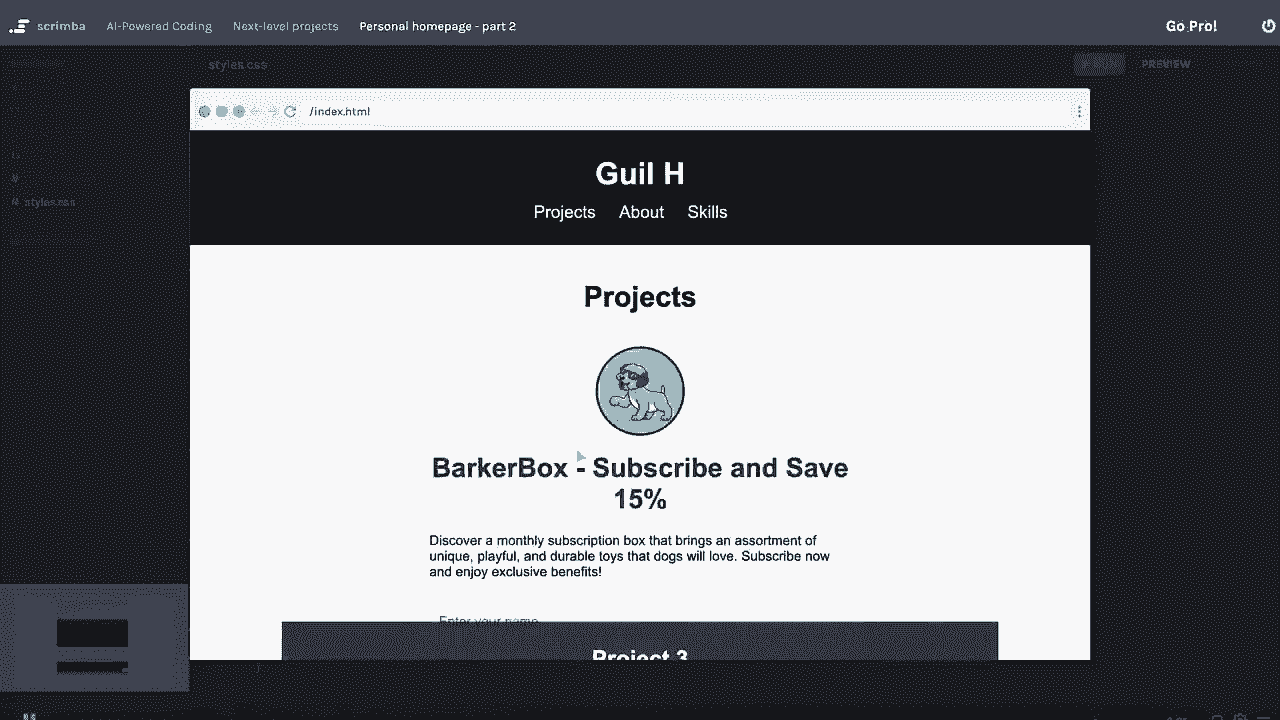 scrimba AI-Powered Coding Next-level projects Personal homepage - part 2 Go Pro!
styles.css PREVIEW
/index.html
Guil H
Projects About Skills
styles.css
Projects
BarkerBox - Subscribe and Save
15%
Discover a monthly subscription box that brings an assortment of
unique, playful, and durable toys that dogs will love. Subscribe now
and enjoy exclusive benefits!
Enter your name
Project 3